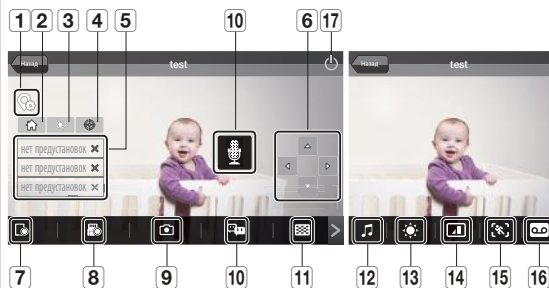 1 2 3 4 5 10 6 17
Назад test
Назад test
10
нет предустановок
нет предустановок
нет предустановок
7 8 9 10 11 12 13 14 15 16